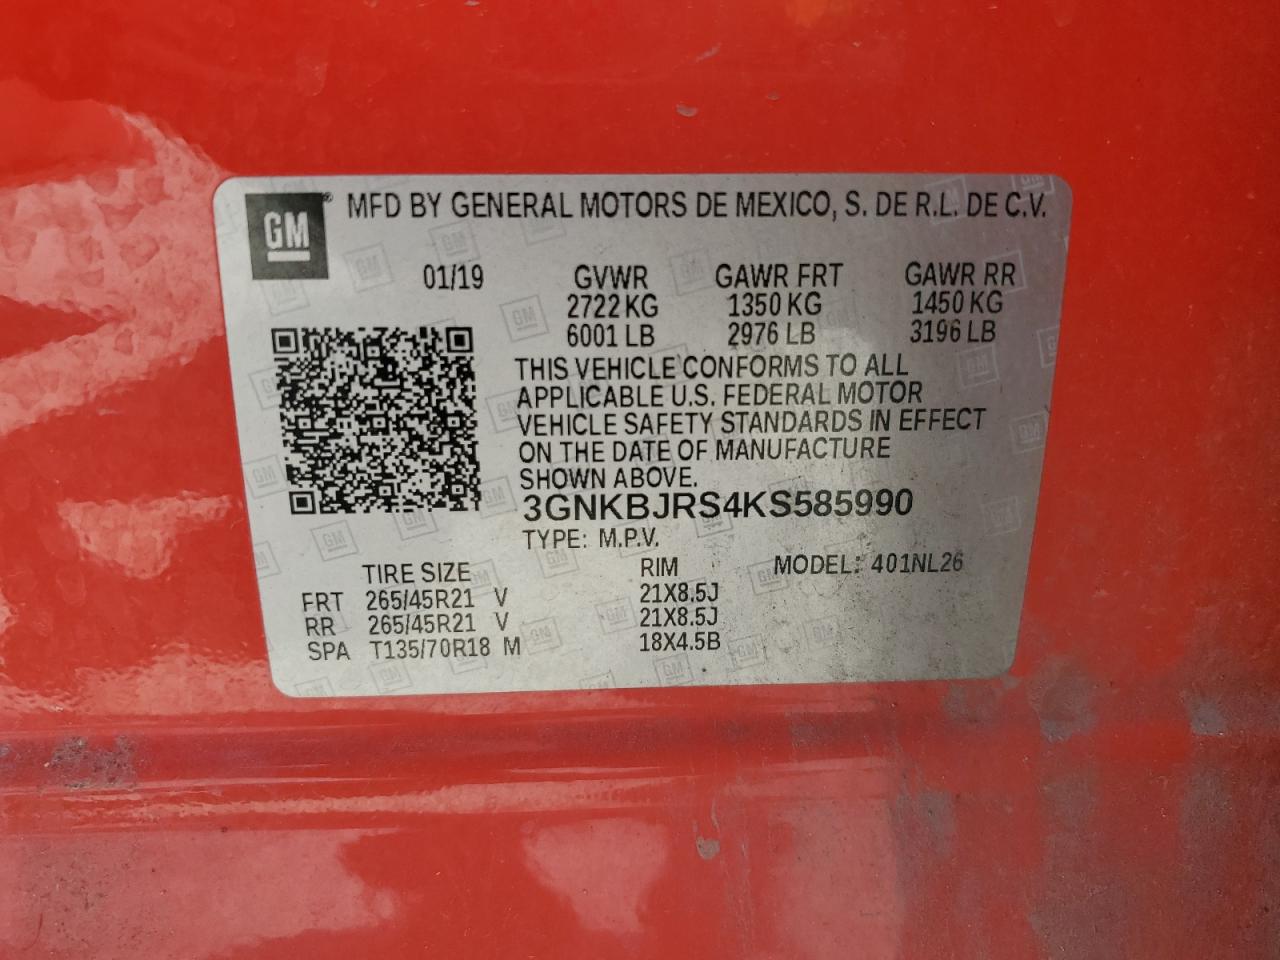 GM® MFD BY GENERAL MOTORS DE MEXICO, S. DE R.L. DE C.V.
01/19 GVWR GAWR FRT GAWR RR
2722 KG 1350 KG 1450 KG
6001 LB 2976 LB 3196 LB
THIS VEHICLE CONFORMS TO ALL
APPLICABLE U.S. FEDERAL MOTOR
VEHICLE SAFETY STANDARDS IN EFFECT
ON THE DATE OF MANUFACTURE
SHOWN ABOVE.
3GNKBJRS4KS585990
TYPE: M.P.V.
TIRE SIZE RIM MODEL: 401NL26
FRT 265/45R21 V 21X8.5J
RR 265/45R21 V 21X8.5J
SPA T135/70R18 M 18X4.5B